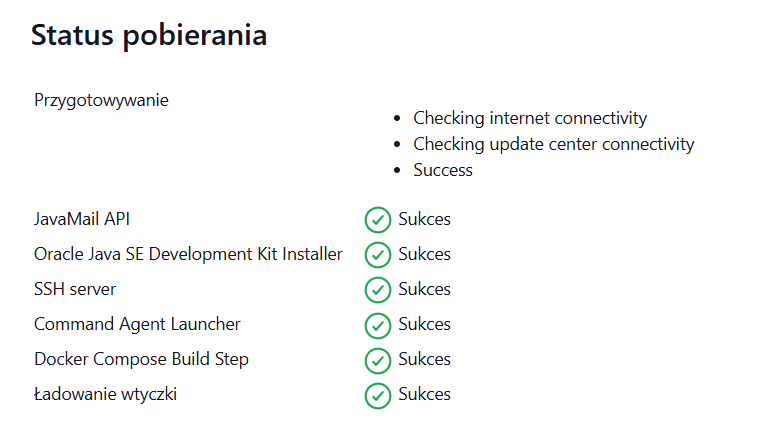 Status pobierania
Przygotowywanie
• Checking internet connectivity
• Checking update center connectivity
• Success
JavaMail API Sukces
Oracle Java SE Development Kit Installer Sukces
SSH server Sukces
Command Agent Launcher Sukces
Docker Compose Build Step Sukces
Ładowanie wtyczki Sukces